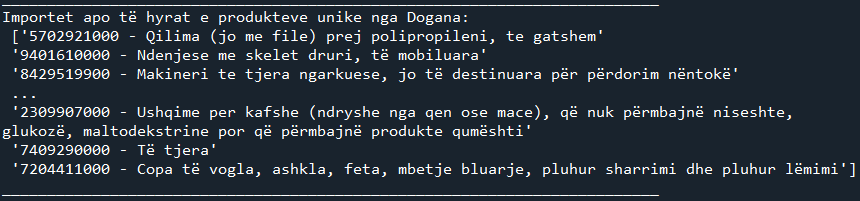 Importet apo të hyrat e produkteve unike nga Dogana:
['5702921000 - Qilima (jo me file) prej polipropileni, te gatshem'
'9401610000 - Ndenjese me skelet druri, të mobiluara'
'8429519900 - Makineri te tjera ngarkuese, jo të destinuara për përdorim nëntokë'
...
'2309907000 - Ushqime per kafshe (ndryshe nga qen ose mace), që nuk përmbajnë niseshte,
glukozë, maltodekstrine por që përmbajnë produkte qumështi'
'7409290000 - Të tjera'
'7204411000 - Copa të vogla, ashkla, feta, mbetje bluarje, pluhur sharrimi dhe pluhur lëmimi']